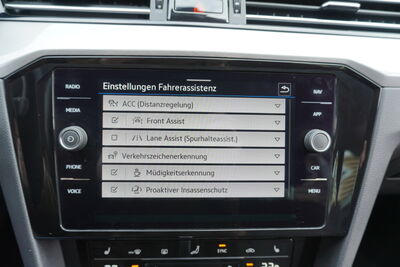 Einstellungen Fahrerassistenz
RADIO
NAV
ACC (Distanzregelung)
MEDIA
APP
Front Assist
Lane Assist (Spurhalteassist.)
PHONE
CAR
Verkehrszeichenerkennung
Müdigkeitserkennung
VOICE
MENU
Proaktiver Insassenschutz
SYNC